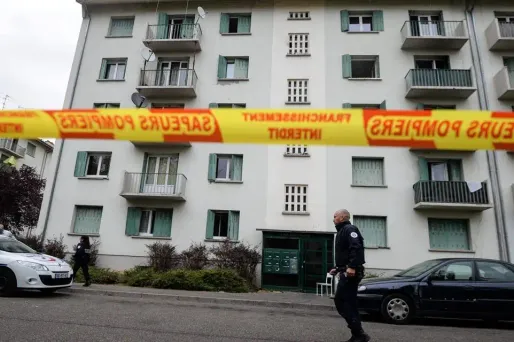 SAPEURS POMPIERS
FRANCHISSEMENT
INTERDIT
SAPEURS POMPIERS